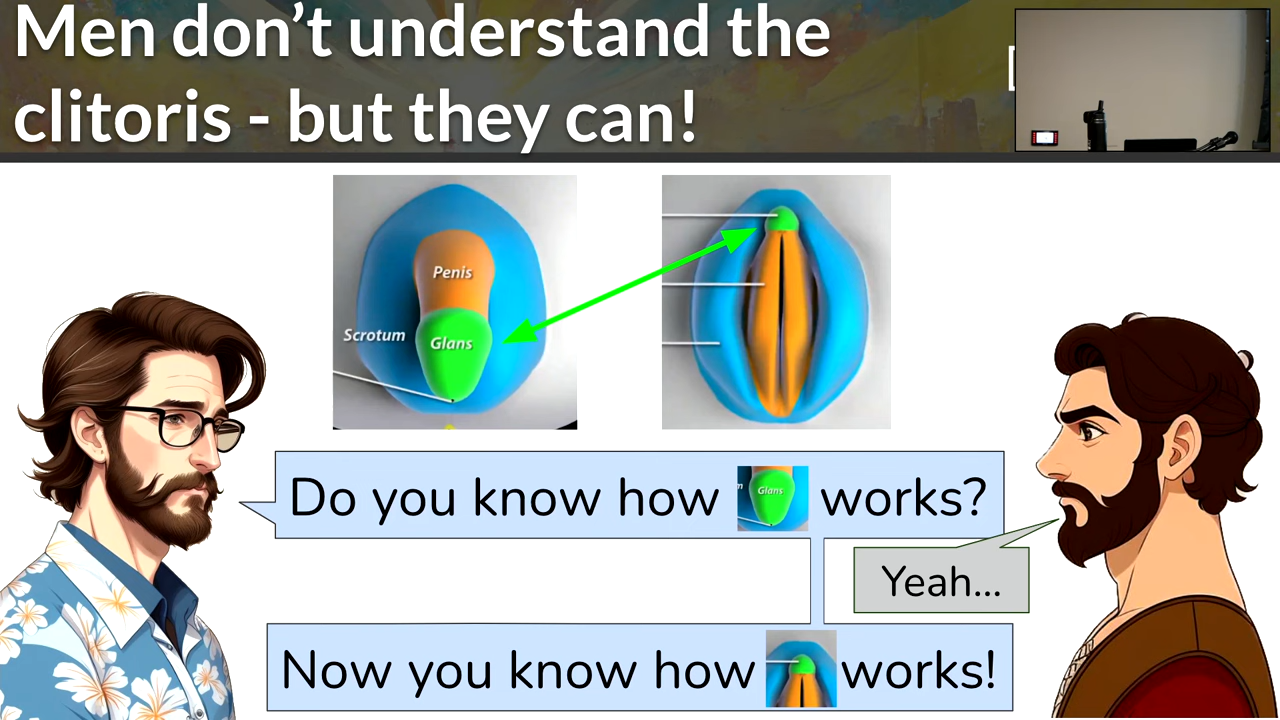 Men don't understand the
clitoris - but they can!
Penis
Scrotum
Glans
Do you know how
Glans
works?
Yeah...
Now you know how
works!